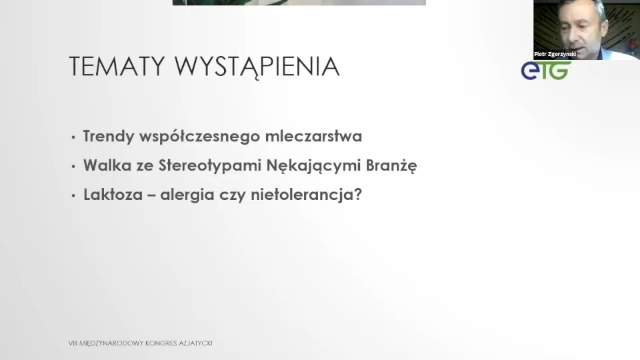 Piotr Zgorzynski
eTG
TEMATY WYSTĄPIENIA
• Trendy współczesnego mleczarstwa
• Walka ze Stereotypami Nękającymi Branżę
• Laktoza – alergia czy nietolerancja?
VIII MIĘDZYNARODOWY KONGRES AZJATYCKI